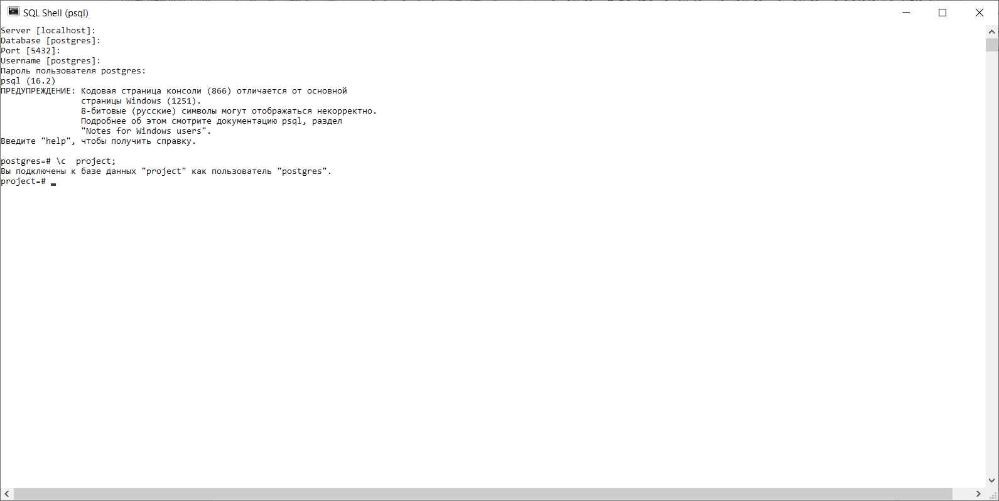 SQL Shell (psql)
Server [localhost]:
Database [postgres]:
Port [5432]:
Username [postgres]:
Пароль пользователя postgres:
psql (16.2)
ПРЕДУПРЕЖДЕНИЕ: Кодовая страница консоли (866) отличается от основной
страницы Windows (1251).
8-битовые (русские) символы могут отображаться некорректно.
Подробнее об этом смотрите документацию psql, раздел
"Notes for Windows users".
Введите "help", чтобы получить справку.
postgres=# \c  project;
Вы подключены к базе данных "project" как пользователь "postgres".
project=#